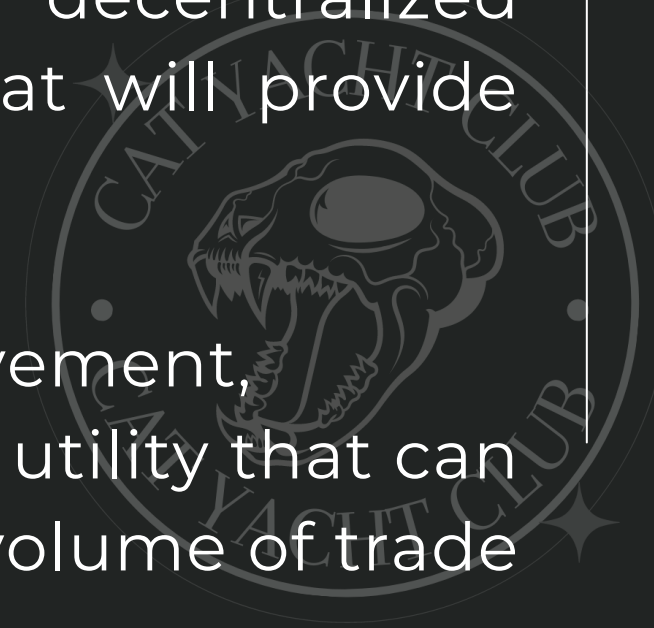 decentralized
at will provide
vement,
utility that can
volume of trade
CAT YACHT CLUB
CAT YACHT CLUB